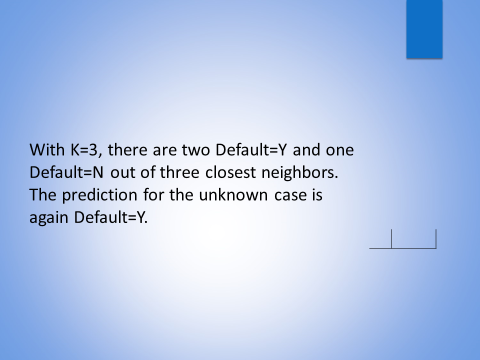 With K=3, there are two Default=Y and one
Default=N out of three closest neighbors.
The prediction for the unknown case is
again Default=Y.